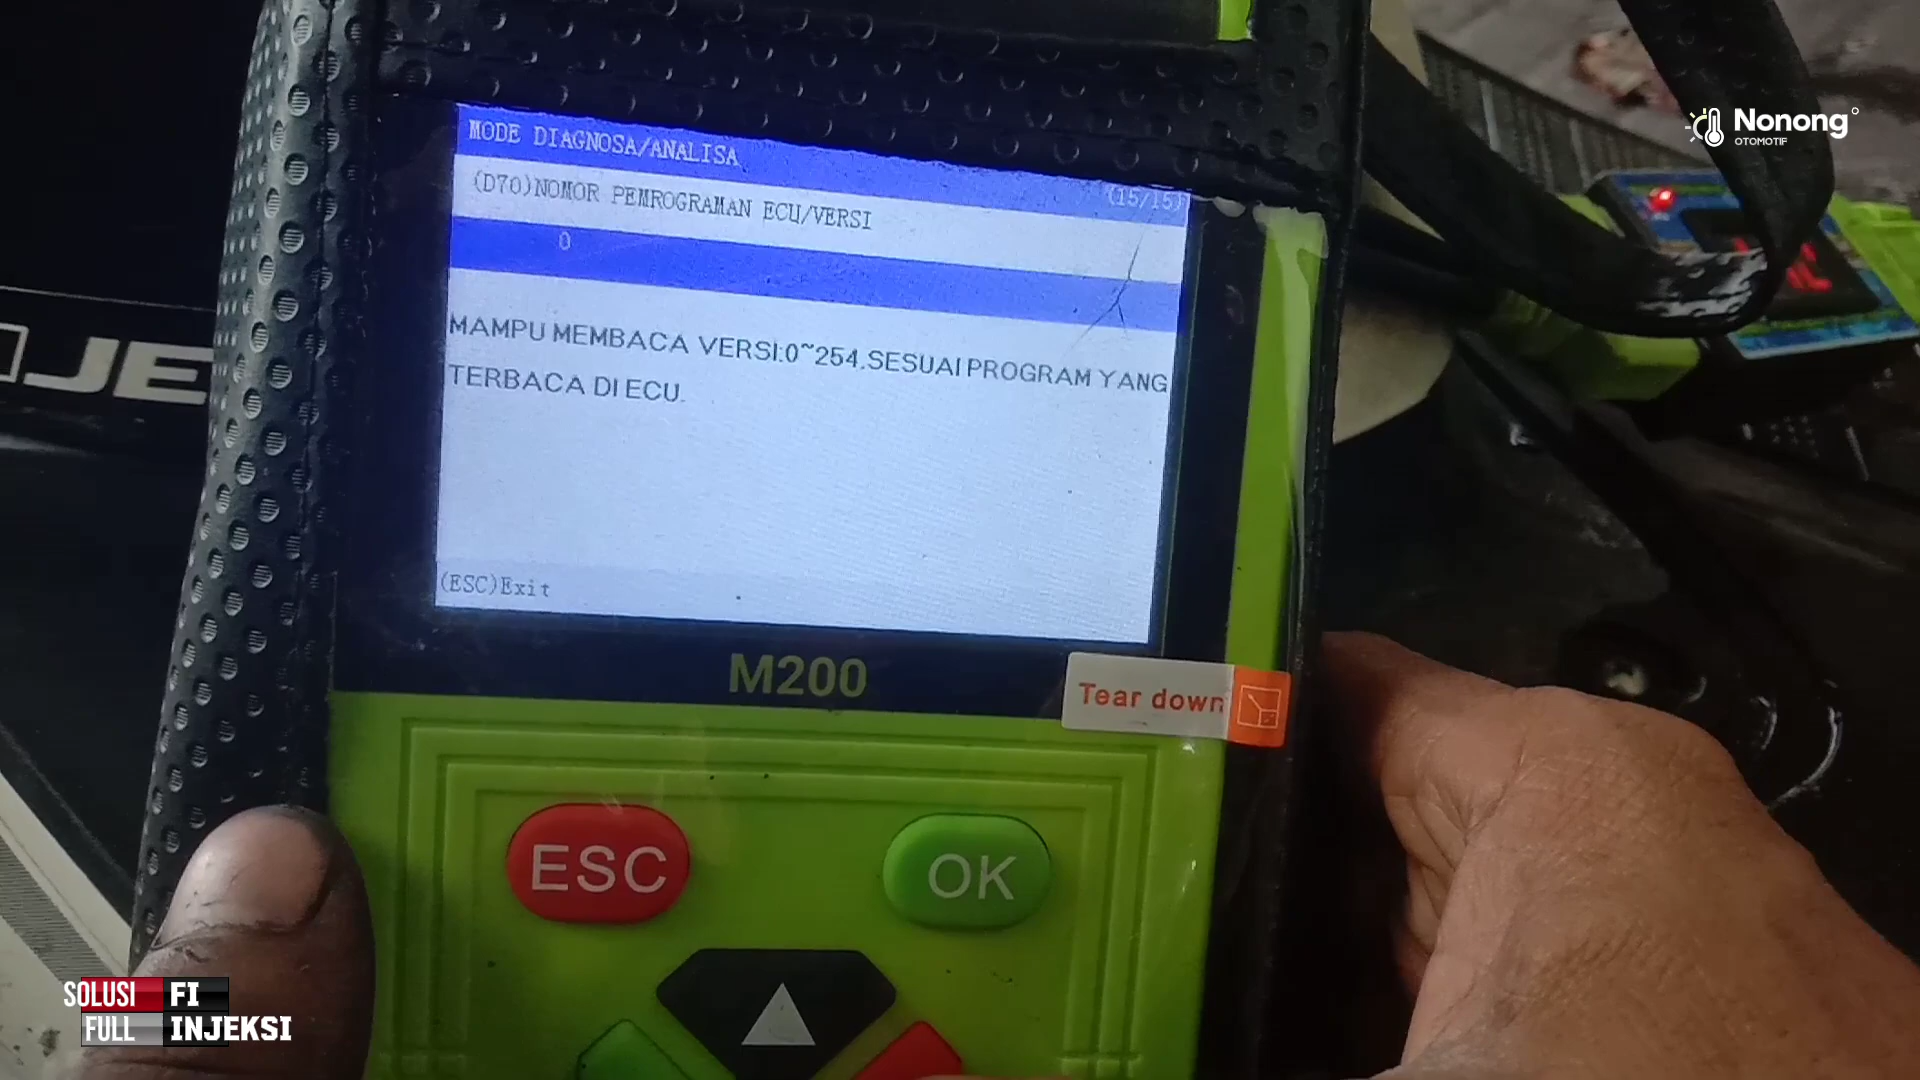 Nonong
OTOMOTIF
MODE DIAGNOSA/ANALISA
(15/15)
(D70)NOMOR PEMROGRAMAN ECU/VERSI
0
MAMPU MEMBACA VERSI:0~254.SESUAI PROGRAM YANG
TERBACA DI ECU.
(ESC)Exit
JE
M200
Tear down
ESC
OK
SOLUSI FI
FULL INJEKSI